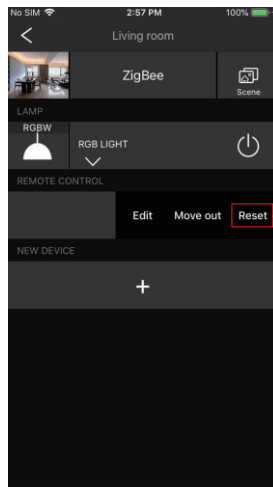 No SIM 2:57 PM 100%
Living room
ZigBee
Scene
LAMP
RGBW
RGB LIGHT
REMOTE CONTROL
Edit Move out Reset
NEW DEVICE
+